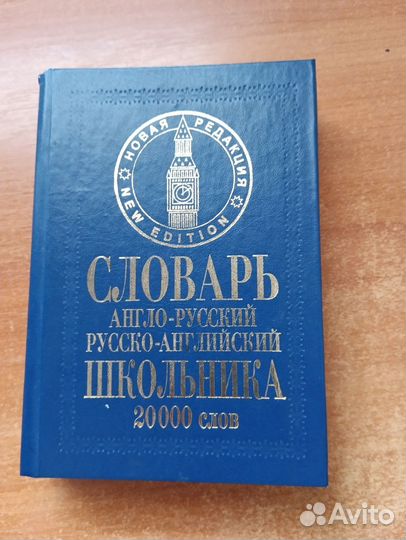 НОВАЯ РЕДАКЦИЯ
NEW EDITION
СЛОВАРЬ
АНГЛО-РУССКИЙ
РУССКО-АНГЛИЙСКИЙ
ШКОЛЬНИКА
20000 слов
Avito